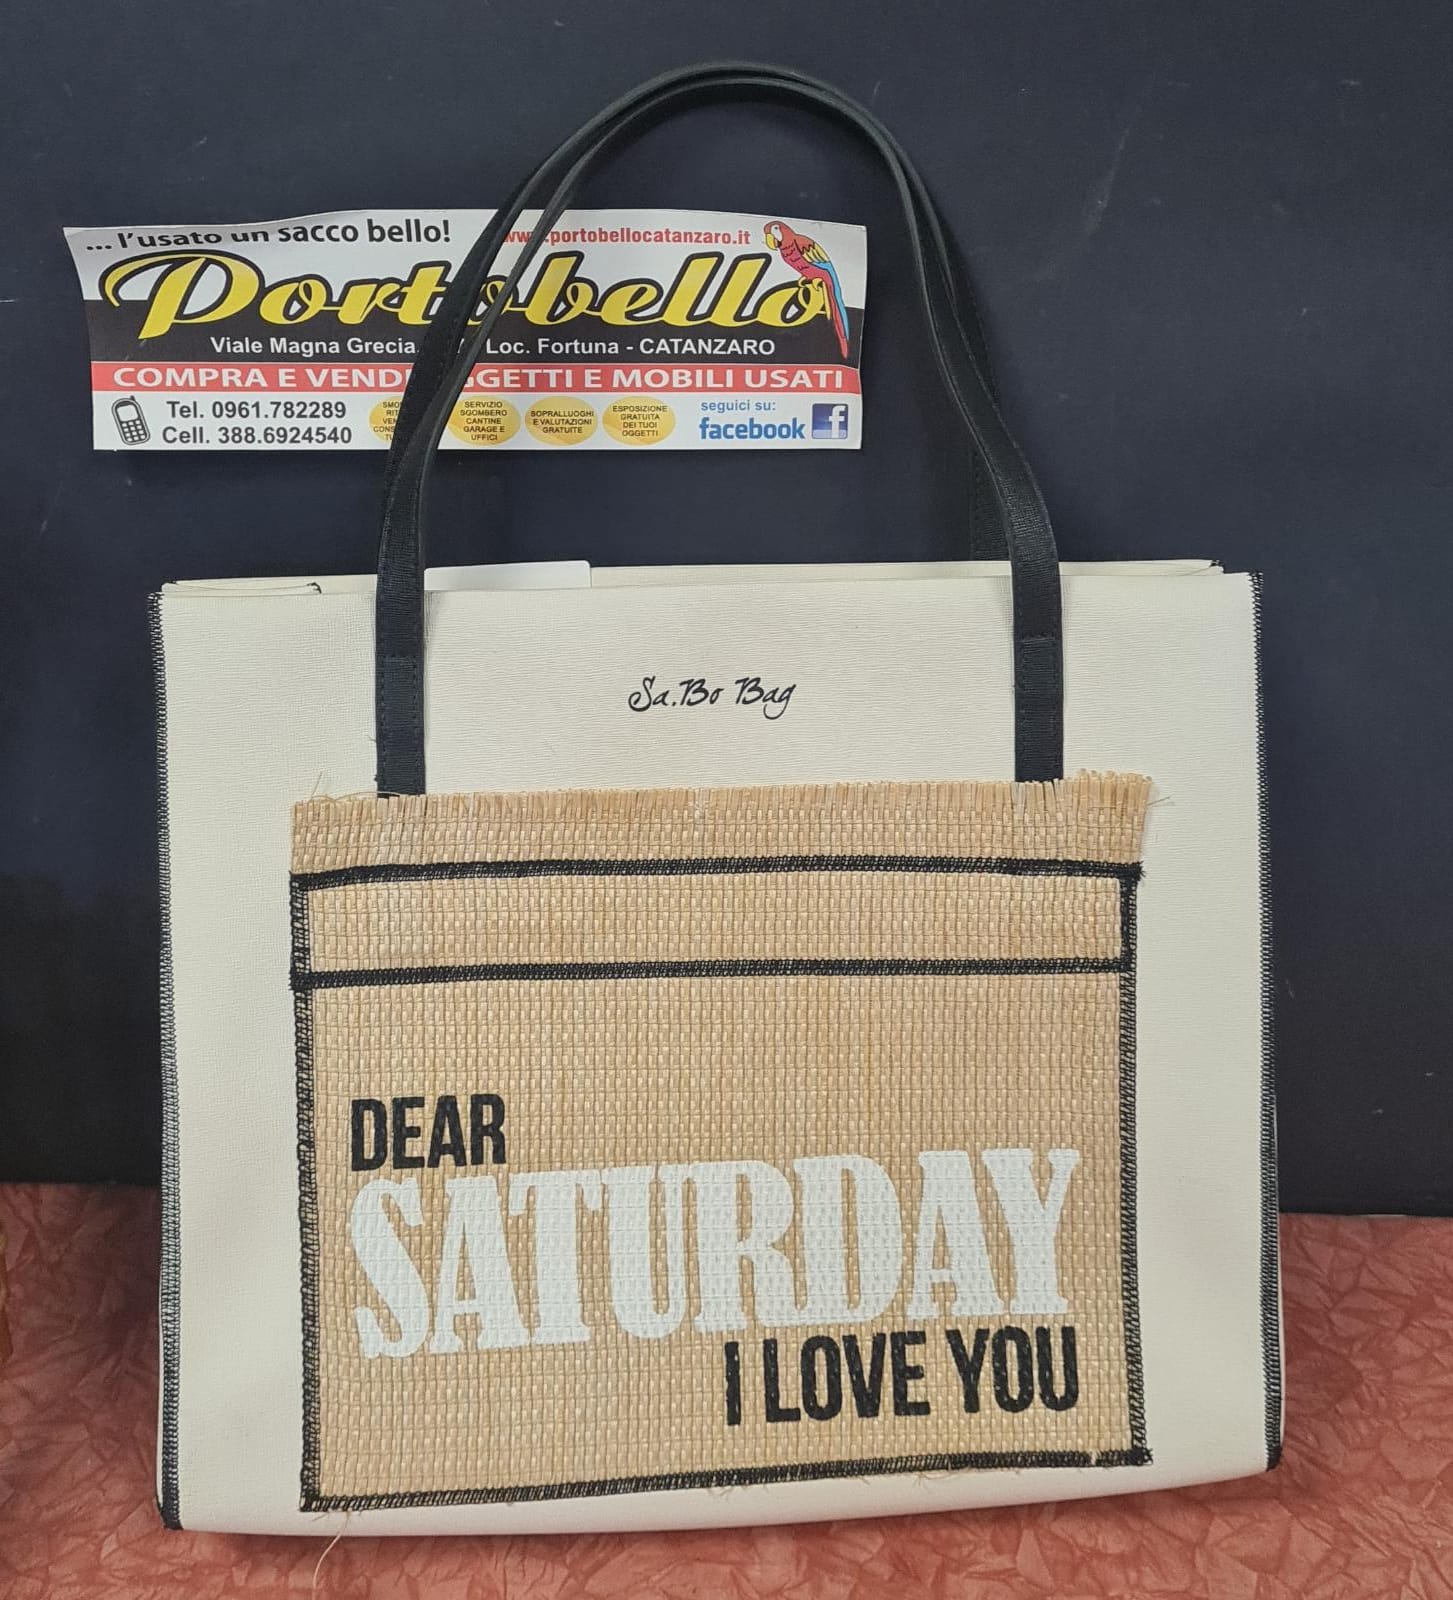 ... l'usato un sacco bello!
www.portobellocatanzaro.it
Portobello
Viale Magna Grecia, Loc. Fortuna - CATANZARO
COMPRA E VENDE OGGETTI E MOBILI USATI
Tel. 0961.782289
Cell. 388.6924540
SERVIZIO
SGOMBERO
CANTINE
GARAGE E
UFFICI
SOPRALLUOGHI
E VALUTAZIONI
GRATUITE
ESPOSIZIONE
GRATUITA
DEI TUOI
OGGETTI
seguici su:
facebook f
Sa.Bo Bag
DEAR
SATURDAY
I LOVE YOU